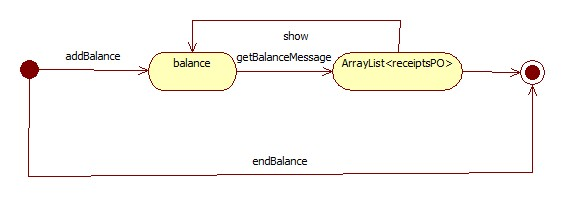 show
addBalance
getBalanceMessage
balance
ArrayList<receiptsPO>
endBalance